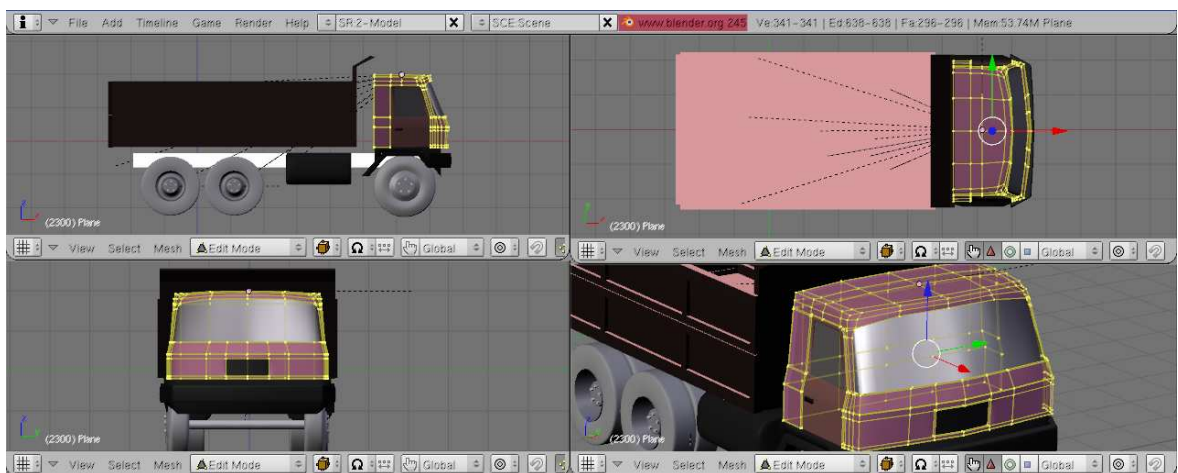 File Add Timeline Game Render Help SR:2-Model SCE:Scene www.blender.org 245 Ve:341-341 | Ed:638-638 | Fa:296-296 | Mem:53.74M Plane
z
x
(2300) Plane
View Select Mesh Edit Mode Global
y
x
(2300) Plane
View Select Mesh Edit Mode Global
z
y
(2300) Plane
View Select Mesh Edit Mode Global
z
y
(2300) Plane
View Select Mesh Edit Mode Global